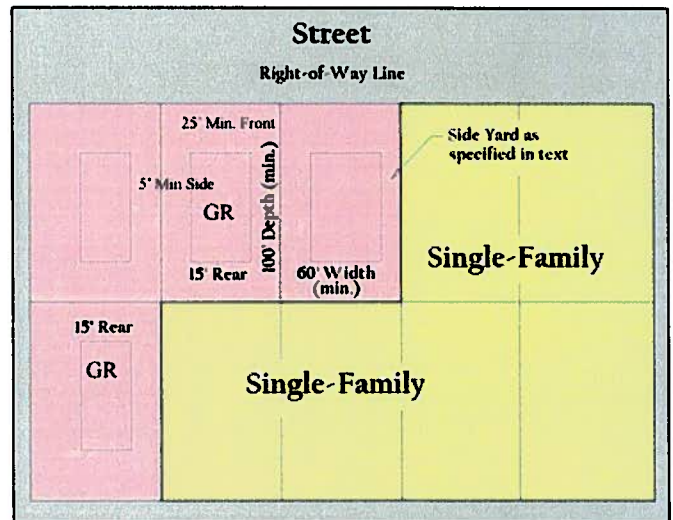 Street
Right-of-Way Line
25' Min. Front
Side Yard as
specified in text
5' Min Side
GR
100' Depth (min.)
15' Rear
60' Width
(min.)
Single-Family
15' Rear
GR
Single-Family